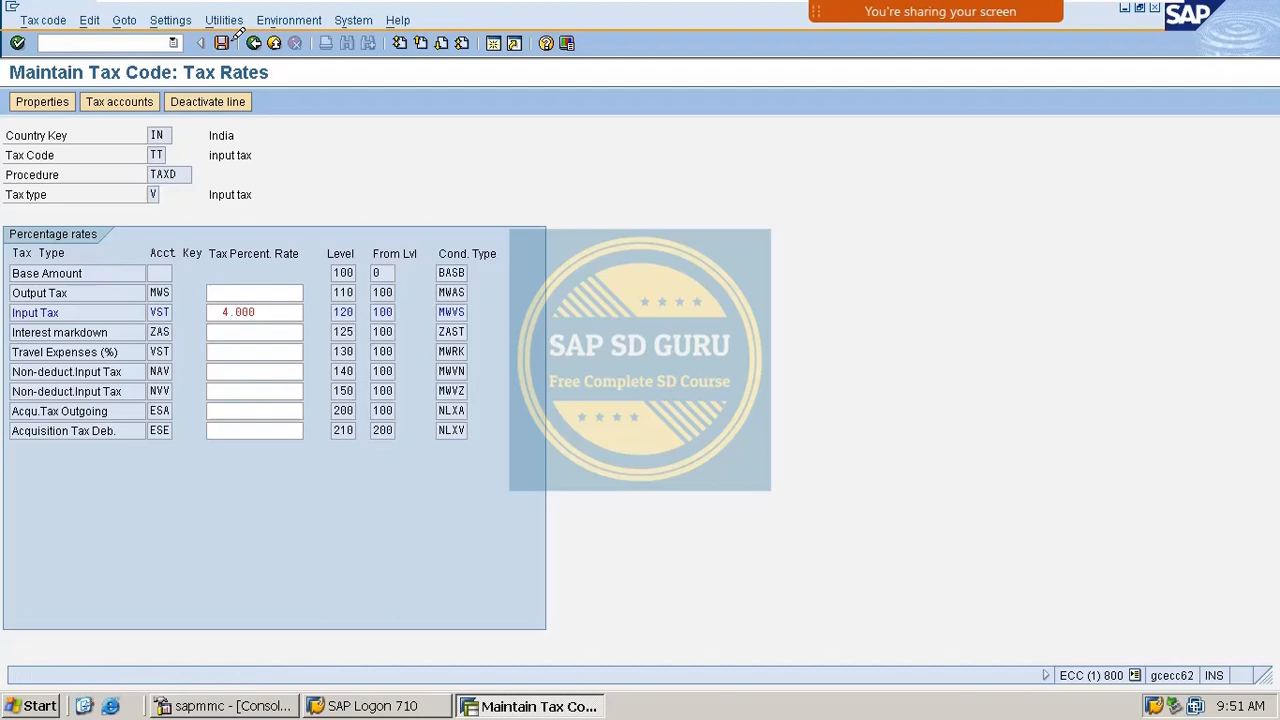 You're sharing your screen
Tax code Edit Goto Settings Utilities Environment System Help
SAP
Maintain Tax Code: Tax Rates
Properties Tax accounts Deactivate line
Country Key IN India
Tax Code TT input tax
Procedure TAXD
Tax type V Input tax
Percentage rates
Tax Type Acct Key Tax Percent. Rate Level From Lvl Cond. Type
Base Amount 100 0 BASB
Output Tax MWS 110 100 MWAS
Input Tax VST 4.000 120 100 MWVS
Interest markdown ZAS 125 100 ZAST
Travel Expenses (%) VST 130 100 MWRK
Non-deduct.Input Tax NAV 140 100 MWVN
Non-deduct.Input Tax NVV 150 100 MWVZ
Acqu.Tax Outgoing ESA 200 100 NLXA
Acquisition Tax Deb. ESE 210 200 NLXV
SAP SD GURU
Free Complete SD Course
ECC (1) 800 gcecc62 INS
Start sapmmc - [Consol... SAP Logon 710 Maintain Tax Co... 9:51 AM